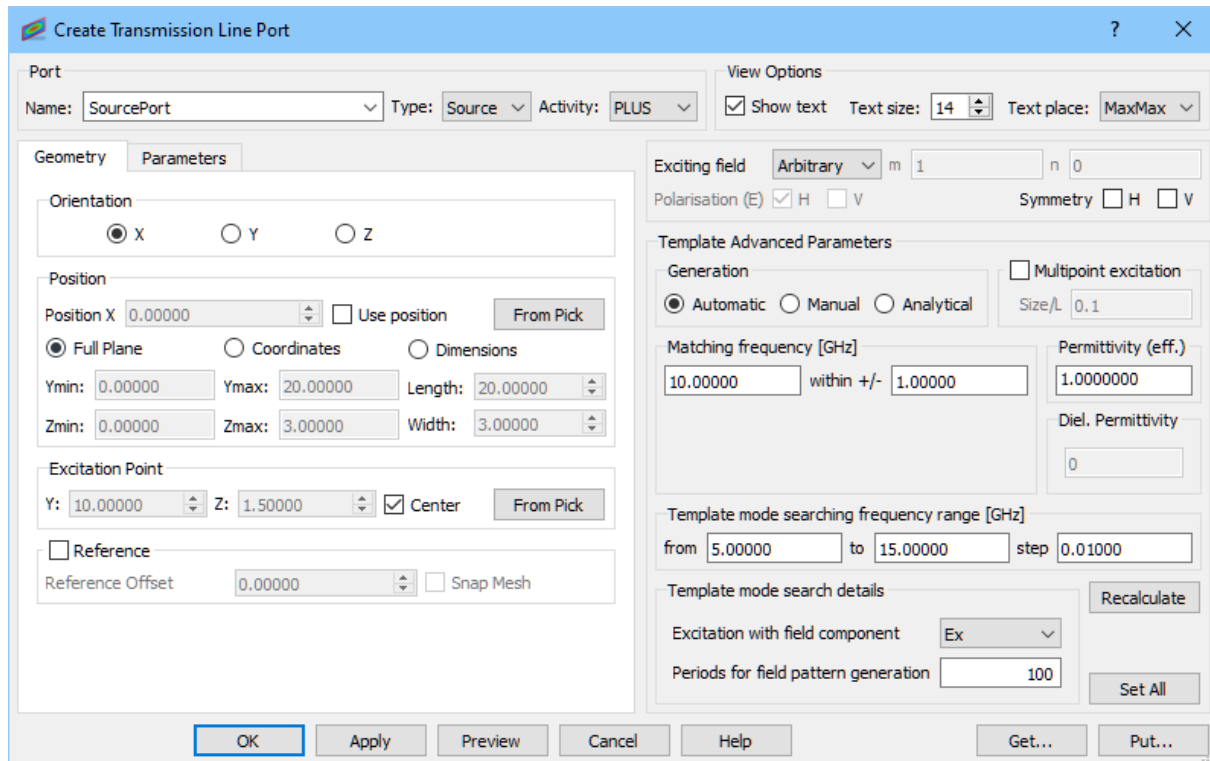 Create Transmission Line Port ?
Port
Name: SourcePort Type: Source Activity: PLUS
View Options
Show text Text size: 14 Text place: MaxMax
Geometry Parameters
Orientation
X Y Z
Position
Position X 0.00000 Use position From Pick
Full Plane Coordinates Dimensions
Ymin: 0.00000 Ymax: 20.00000 Length: 20.00000
Zmin: 0.00000 Zmax: 3.00000 Width: 3.00000
Excitation Point
Y: 10.00000 Z: 1.50000 Center From Pick
Reference
Reference Offset 0.00000 Snap Mesh
Exciting field Arbitrary m 1 n 0
Polarisation (E) H V Symmetry H V
Template Advanced Parameters
Generation
Automatic Manual Analytical
Multipoint excitation
Size/L 0.1
Matching frequency [GHz]
10.00000 within +/- 1.00000
Permittivity (eff.)
1.0000000
Diel. Permittivity
0
Template mode searching frequency range [GHz]
from 5.00000 to 15.00000 step 0.01000
Template mode search details
Excitation with field component Ex
Periods for field pattern generation 100
Recalculate
Set All
OK Apply Preview Cancel Help Get... Put...